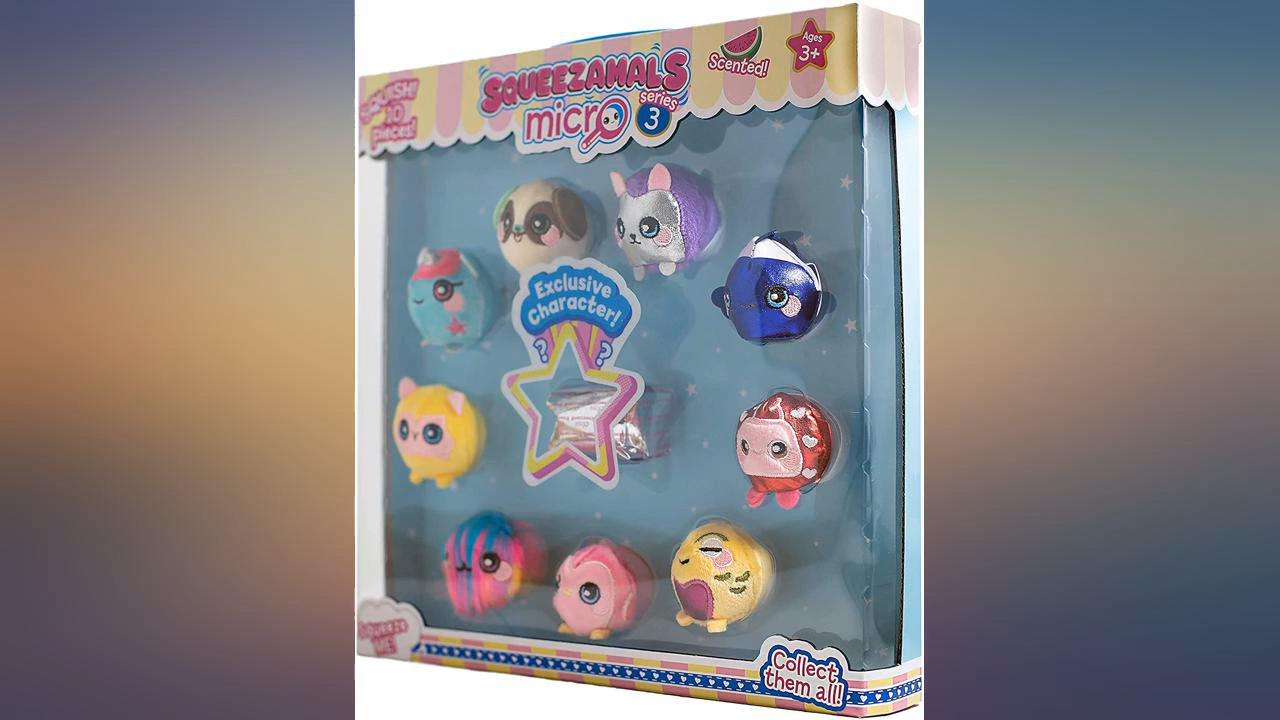 SQUISH!
10
pieces!
SQUEEZAMALS
micro
series
3
Scented!
Ages
3+
Exclusive
Character!
?
?
SQUEEZE
ME!
Collect
them all!